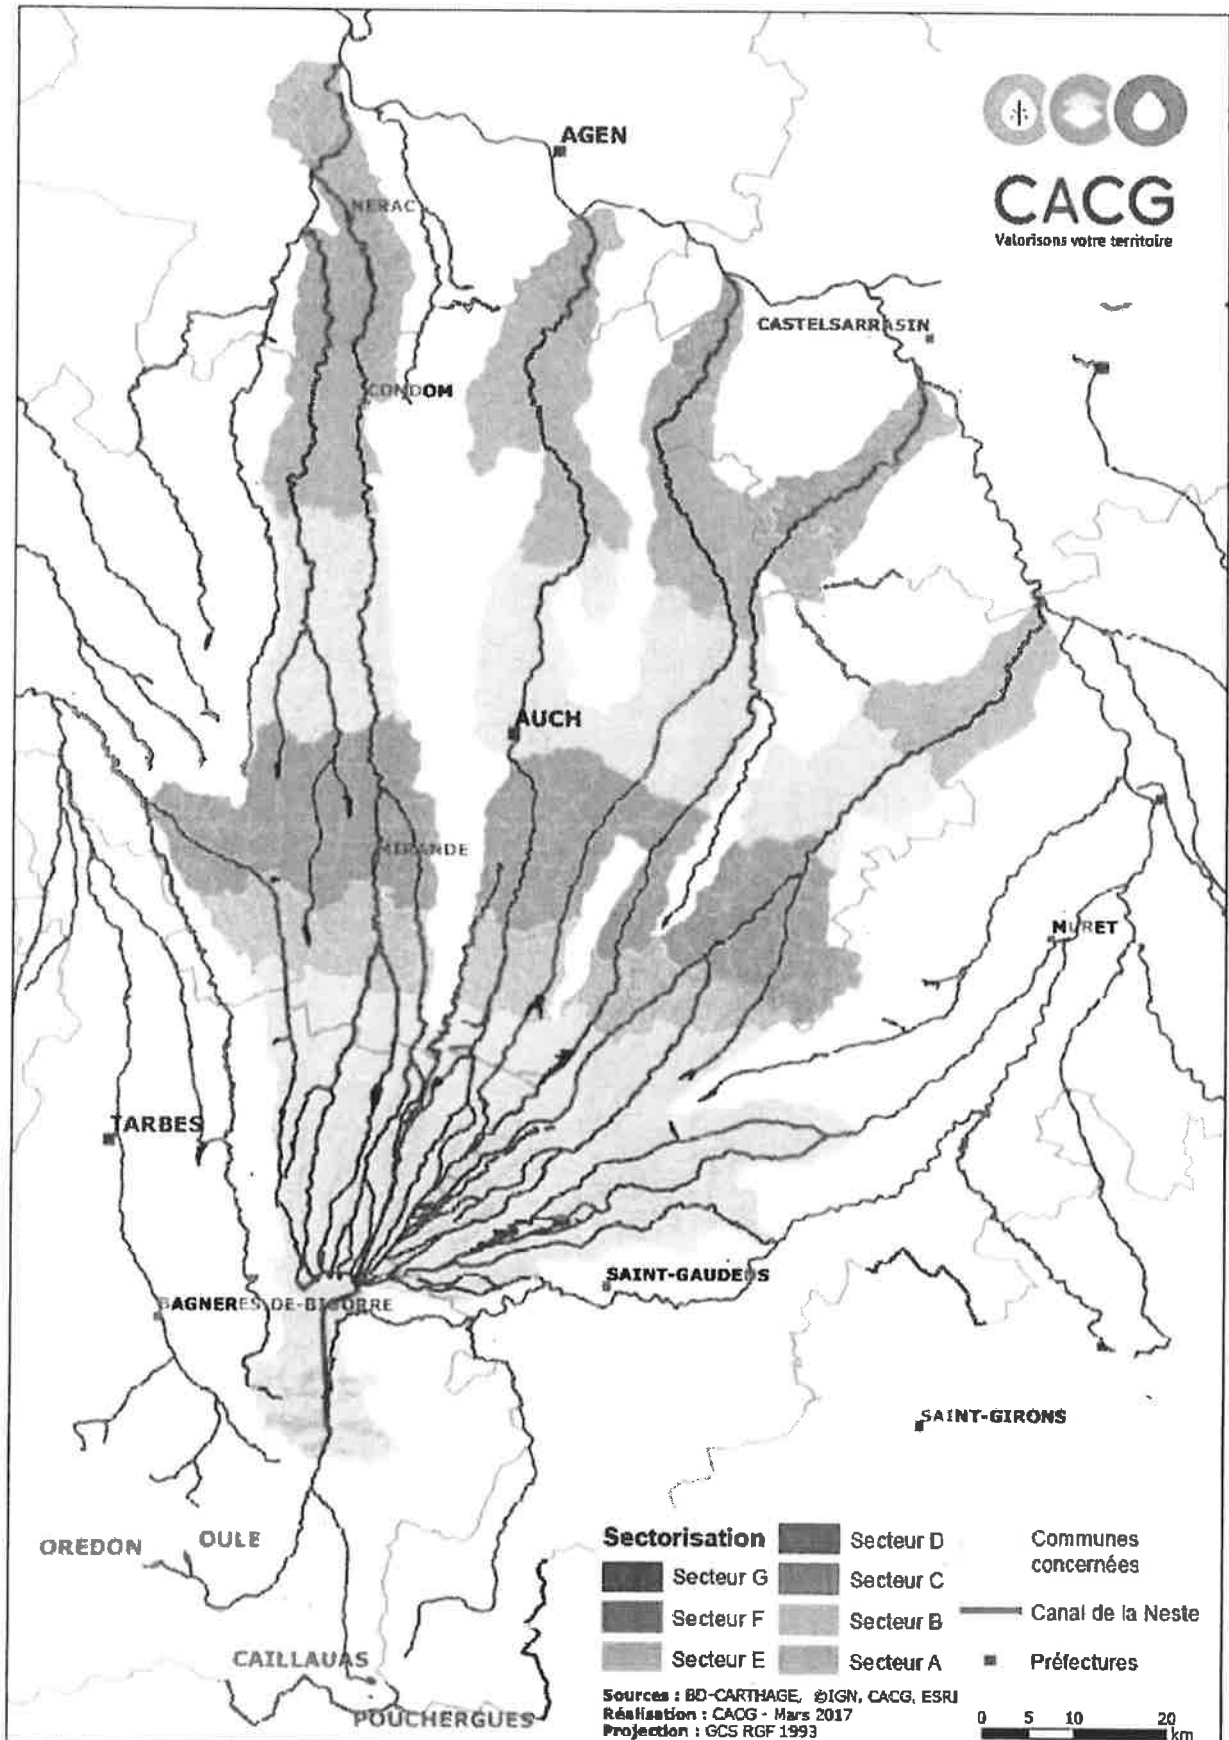 AGEN
CACG
Valorisons votre territoire
NERAC
CASTELSARRASIN
CONDOM
AUCH
MIRANDE
MURET
TARBES
SAINT-GAUDENS
BAGNERES-DE-BIGORRE
SAINT-GIRONS
OREDON
OULE
CAILLAUAS
POUCHERGUES
Sectorisation
Secteur G
Secteur F
Secteur E
Secteur D
Secteur C
Secteur B
Secteur A
Communes
concernées
Canal de la Neste
Préfectures
Sources : BD-CARTHAGE, ©IGN, CACG, ESRI
Réalisation : CACG - Mars 2017
Projection : GCS RGF 1993
0 5 10 20
km